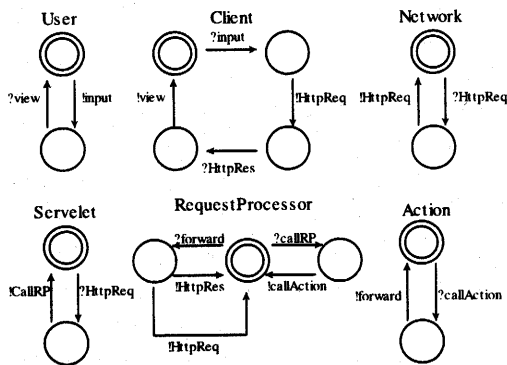 User
?view
!input
Client
?input
!view
!HttpReq
?HttpRes
Network
!HttpReq
?HttpReq
Servelet
!CallRP
?HttpReq
RequestProcessor
?forward
?callRP
!HttpRes
!callAction
!HttpReq
Action
!forward
?callAction